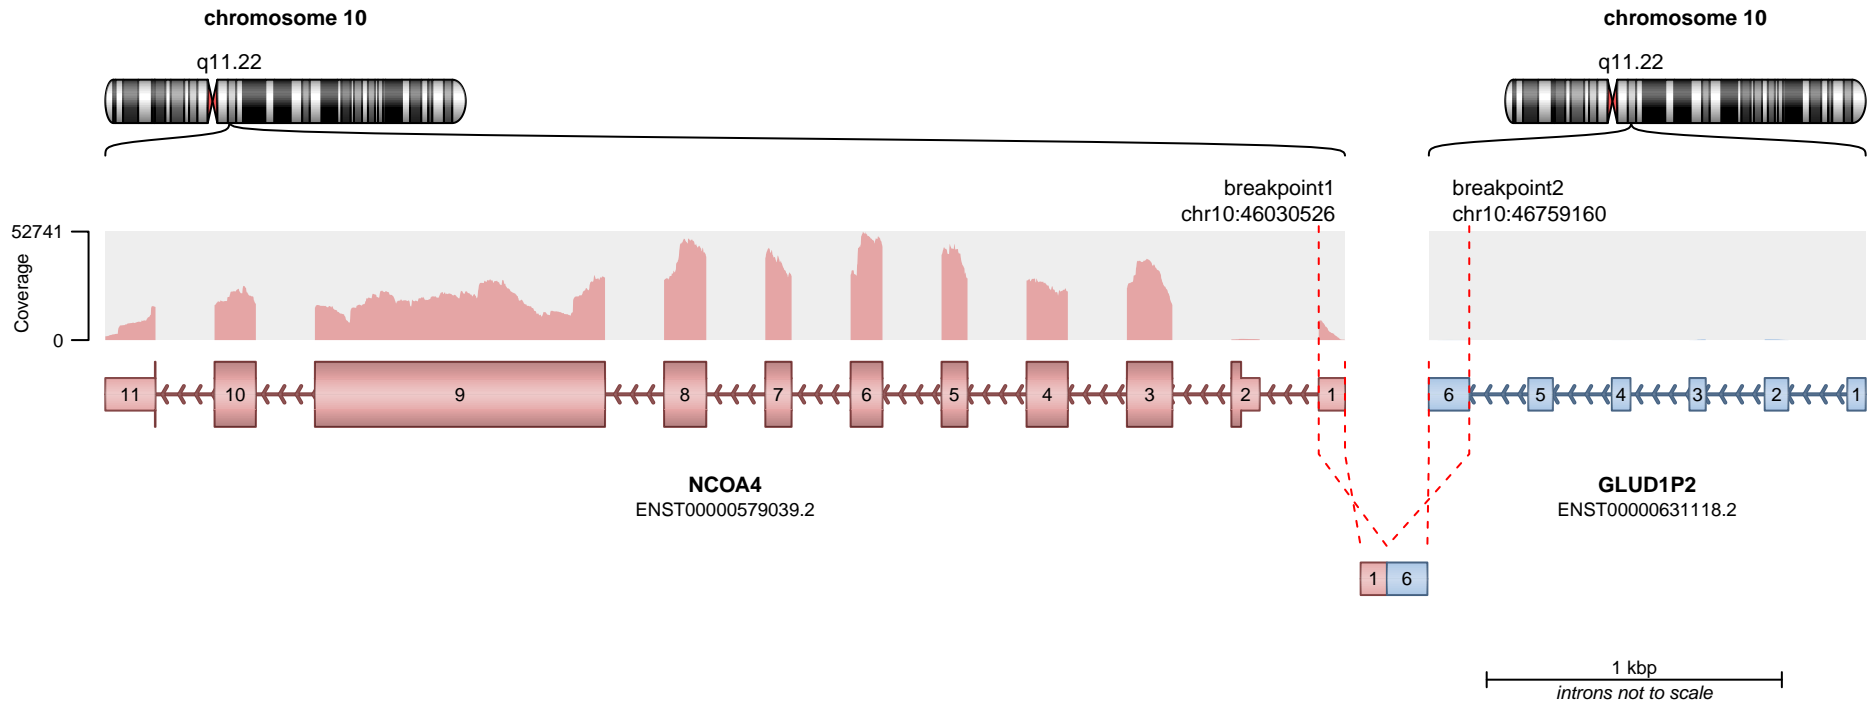 chromosome 10
chromosome 10
q11.22
q11.22
breakpoint1
chr10:46030526
breakpoint2
chr10:46759160
52741
Coverage
0
11 10 9 8 7 6 5 4 3 2 1
6 5 4 3 2 1
NCOA4
ENST00000579039.2
GLUD1P2
ENST00000631118.2
1 6
1 kbp
introns not to scale